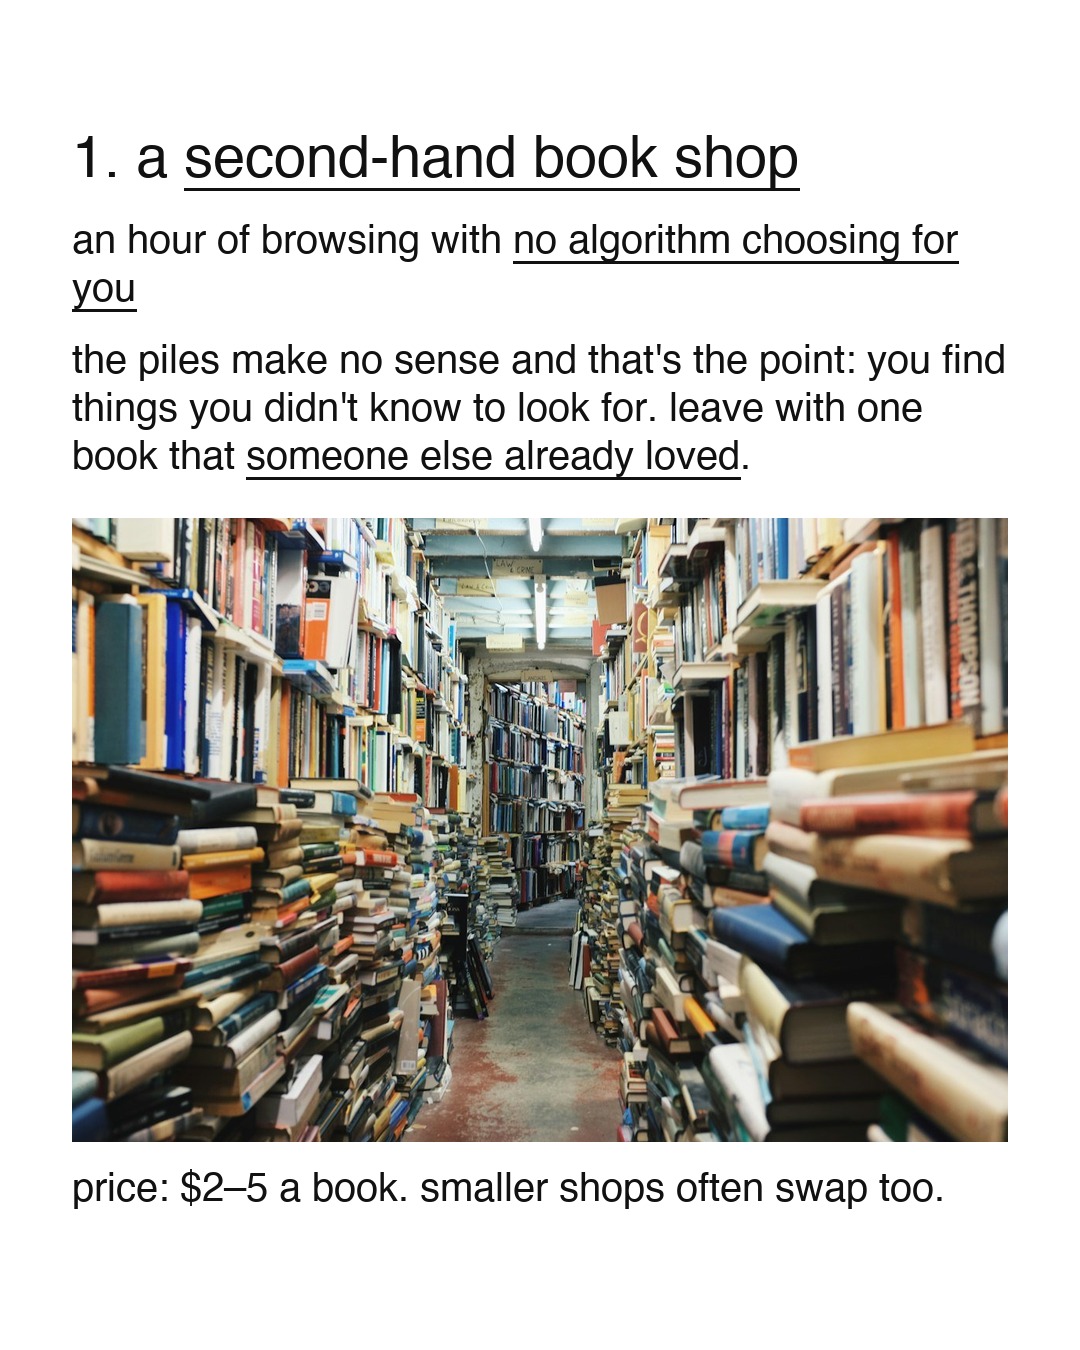 1. a second-hand book shop
an hour of browsing with no algorithm choosing for
you
the piles make no sense and that's the point: you find
things you didn't know to look for. leave with one
book that someone else already loved.
LAW
& CRIME
price: $2–5 a book. smaller shops often swap too.